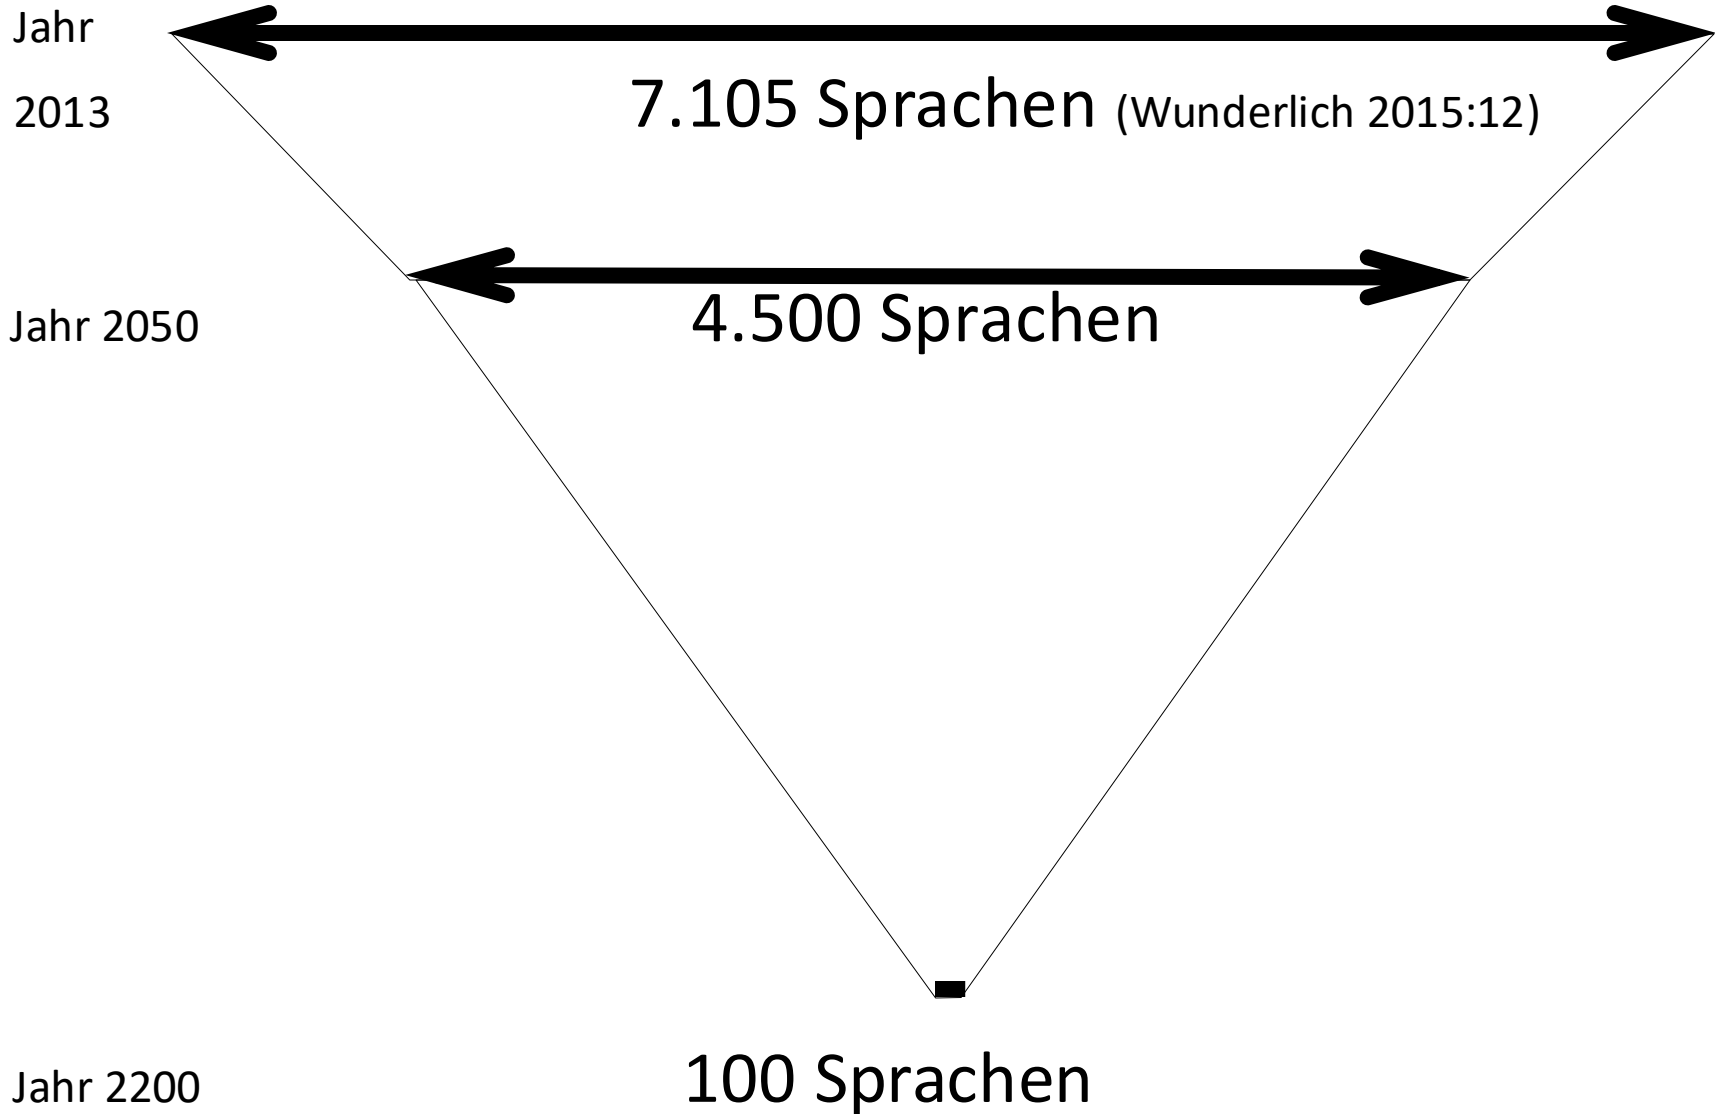 Jahr
2013
7.105 Sprachen (Wunderlich 2015:12)
Jahr 2050
4.500 Sprachen
Jahr 2200
100 Sprachen